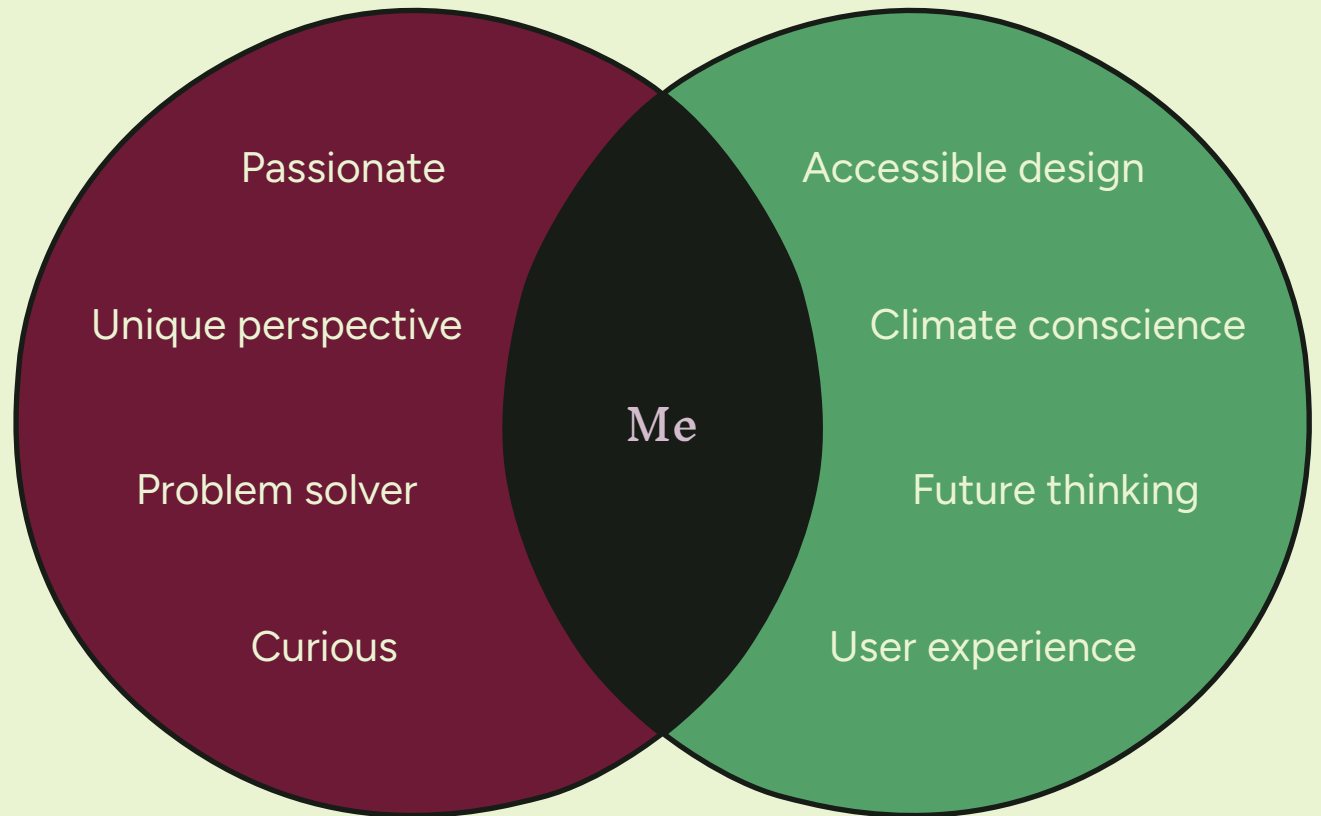 Passionate
Accessible design
Unique perspective
Climate conscience
Me
Problem solver
Future thinking
Curious
User experience